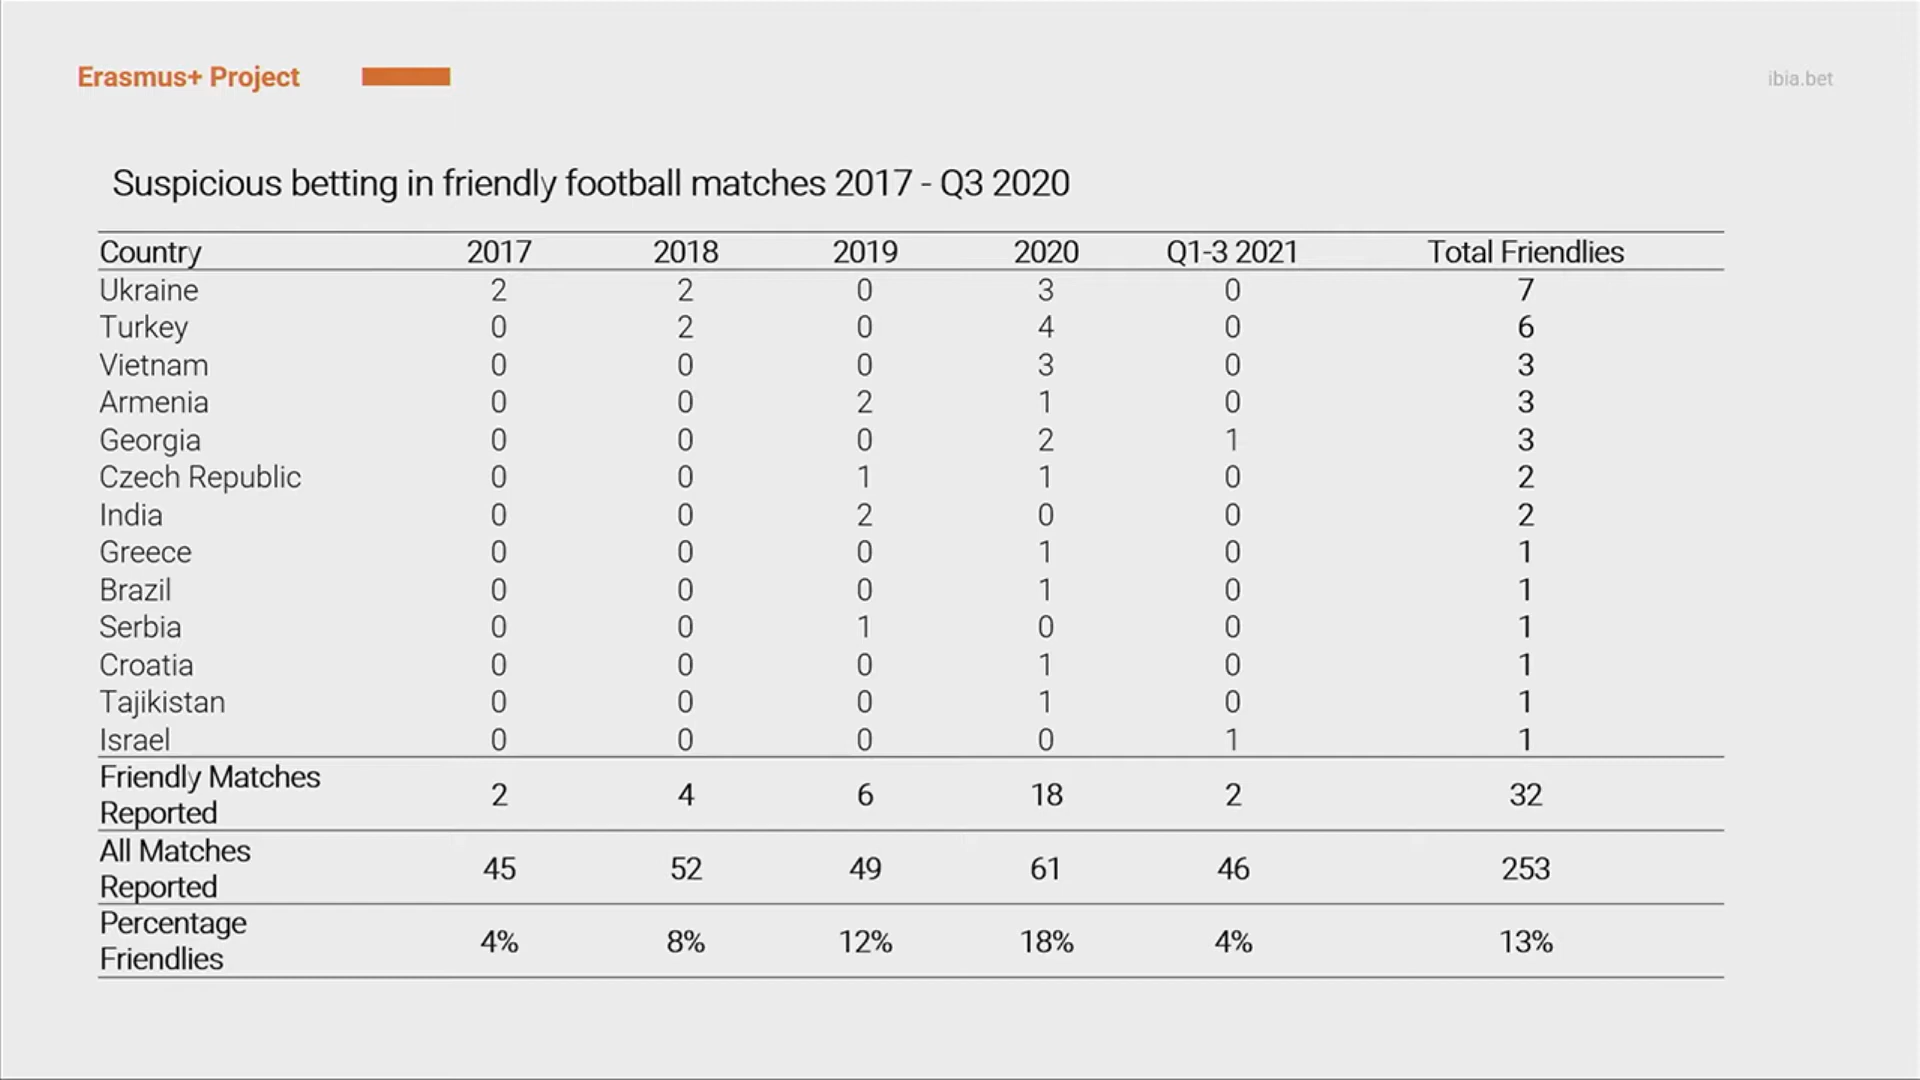 Erasmus+ Project
ibia.bet
Suspicious betting in friendly football matches 2017 - Q3 2020
Country 2017 2018 2019 2020 Q1-3 2021 Total Friendlies
Ukraine 2 2 0 3 0 7
Turkey 0 2 0 4 0 6
Vietnam 0 0 0 3 0 3
Armenia 0 0 2 1 0 3
Georgia 0 0 0 2 1 3
Czech Republic 0 0 1 1 0 2
India 0 0 2 0 0 2
Greece 0 0 0 1 0 1
Brazil 0 0 0 1 0 1
Serbia 0 0 1 0 0 1
Croatia 0 0 0 1 0 1
Tajikistan 0 0 0 1 0 1
Israel 0 0 0 0 1 1
Friendly Matches
Reported 2 4 6 18 2 32
All Matches
Reported 45 52 49 61 46 253
Percentage
Friendlies 4% 8% 12% 18% 4% 13%